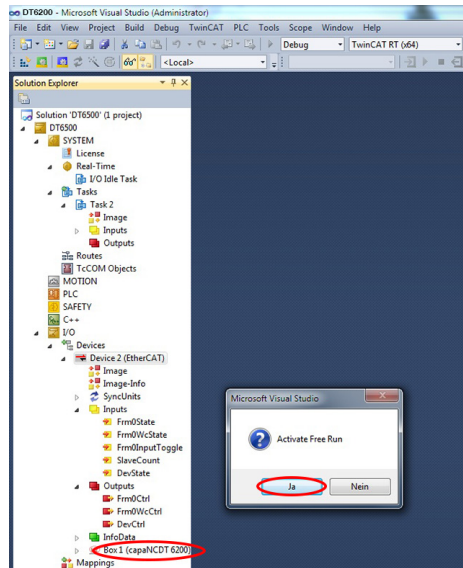 DT6200 - Microsoft Visual Studio (Administrator)
File Edit View Project Build Debug TwinCAT PLC Tools Scope Window Help
Debug TwinCAT RT (x64)
<Local>
Solution Explorer
Solution 'DT6500' (1 project)
DT6500
SYSTEM
License
Real-Time
I/O Idle Task
Tasks
Task 2
Image
Inputs
Outputs
Routes
TcCOM Objects
MOTION
PLC
SAFETY
C++
I/O
Devices
Device 2 (EtherCAT)
Image
Image-Info
SyncUnits
Inputs
Frm0State
Frm0WcState
Frm0InputToggle
SlaveCount
DevState
Outputs
Frm0Ctrl
Frm0WcCtrl
DevCtrl
InfoData
Box 1 (capaNCDT 6200)
Mappings
Microsoft Visual Studio
Activate Free Run
Ja Nein